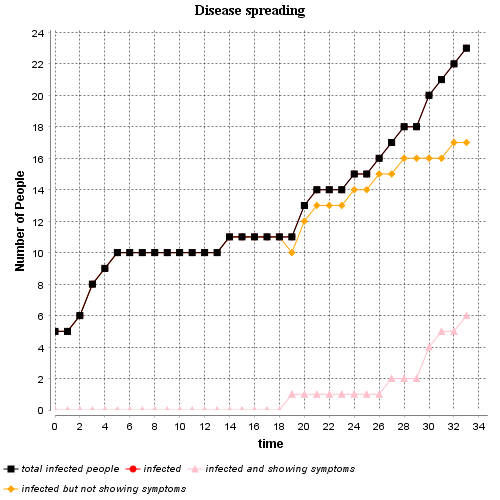 Disease spreading
Number of People
24
22
20
18
16
14
12
10
8
6
4
2
0
0 2 4 6 8 10 12 14 16 18 20 22 24 26 28 30 32 34
time
total infected people infected infected and showing symptoms
infected but not showing symptoms